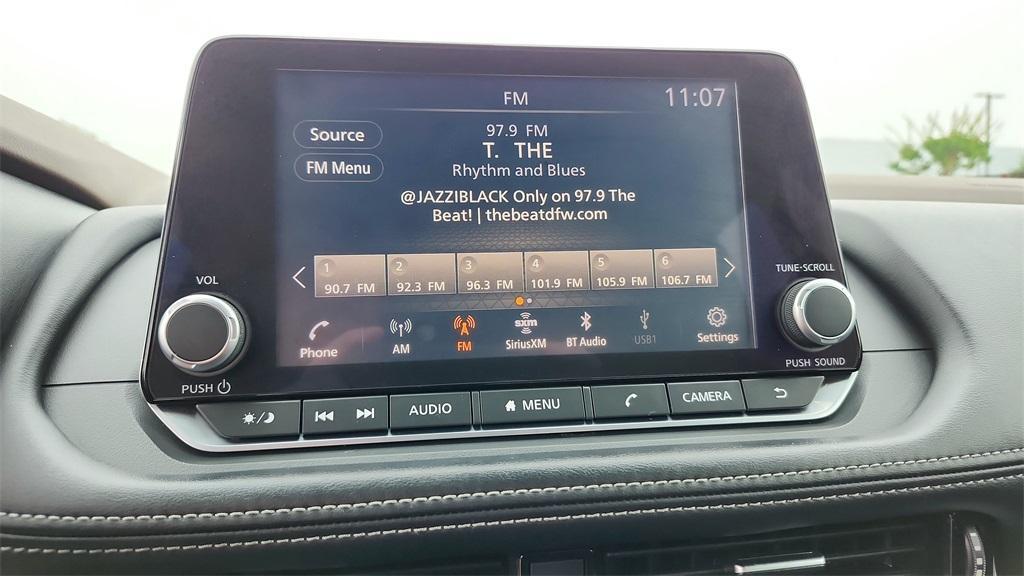 FM
11:07
Source
FM Menu
97.9 FM
T. THE
Rhythm and Blues
@JAZZIBLACK Only on 97.9 The
Beat! | thebeatdfw.com
1 2 3 4 5 6
90.7 FM 92.3 FM 96.3 FM 101.9 FM 105.9 FM 106.7 FM
Phone AM FM sxm SiriusXM BT Audio USB1 Settings
VOL
PUSH
TUNE·SCROLL
PUSH SOUND
AUDIO MENU CAMERA